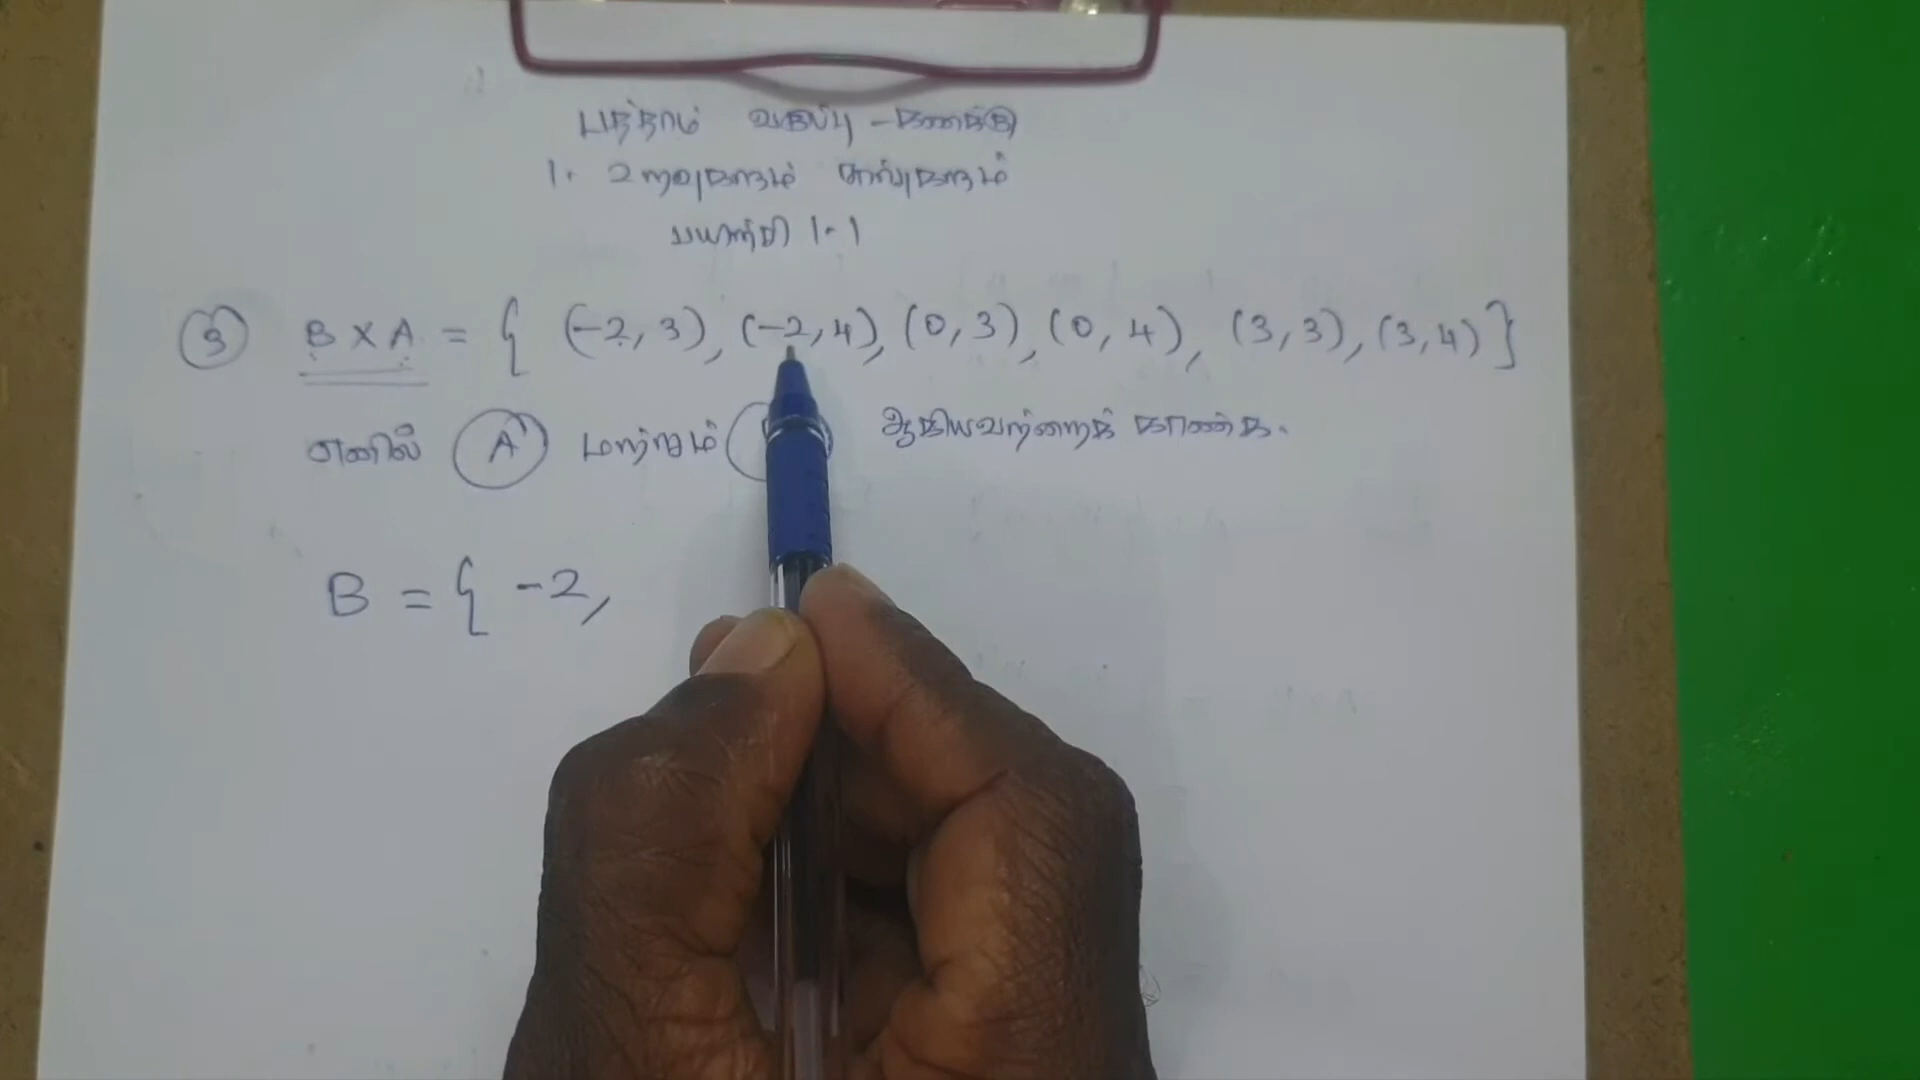 பத்தாம் வகுப்பு - கணக்கு
1. உறவுகளும் சார்புகளும்
பயிற்சி 1.1
3 B X A = { (-2, 3), (-2, 4), (0, 3), (0, 4), (3, 3), (3, 4) }
எனில் A மற்றும் ஆகியவற்றைக் காண்க.
B = { -2,